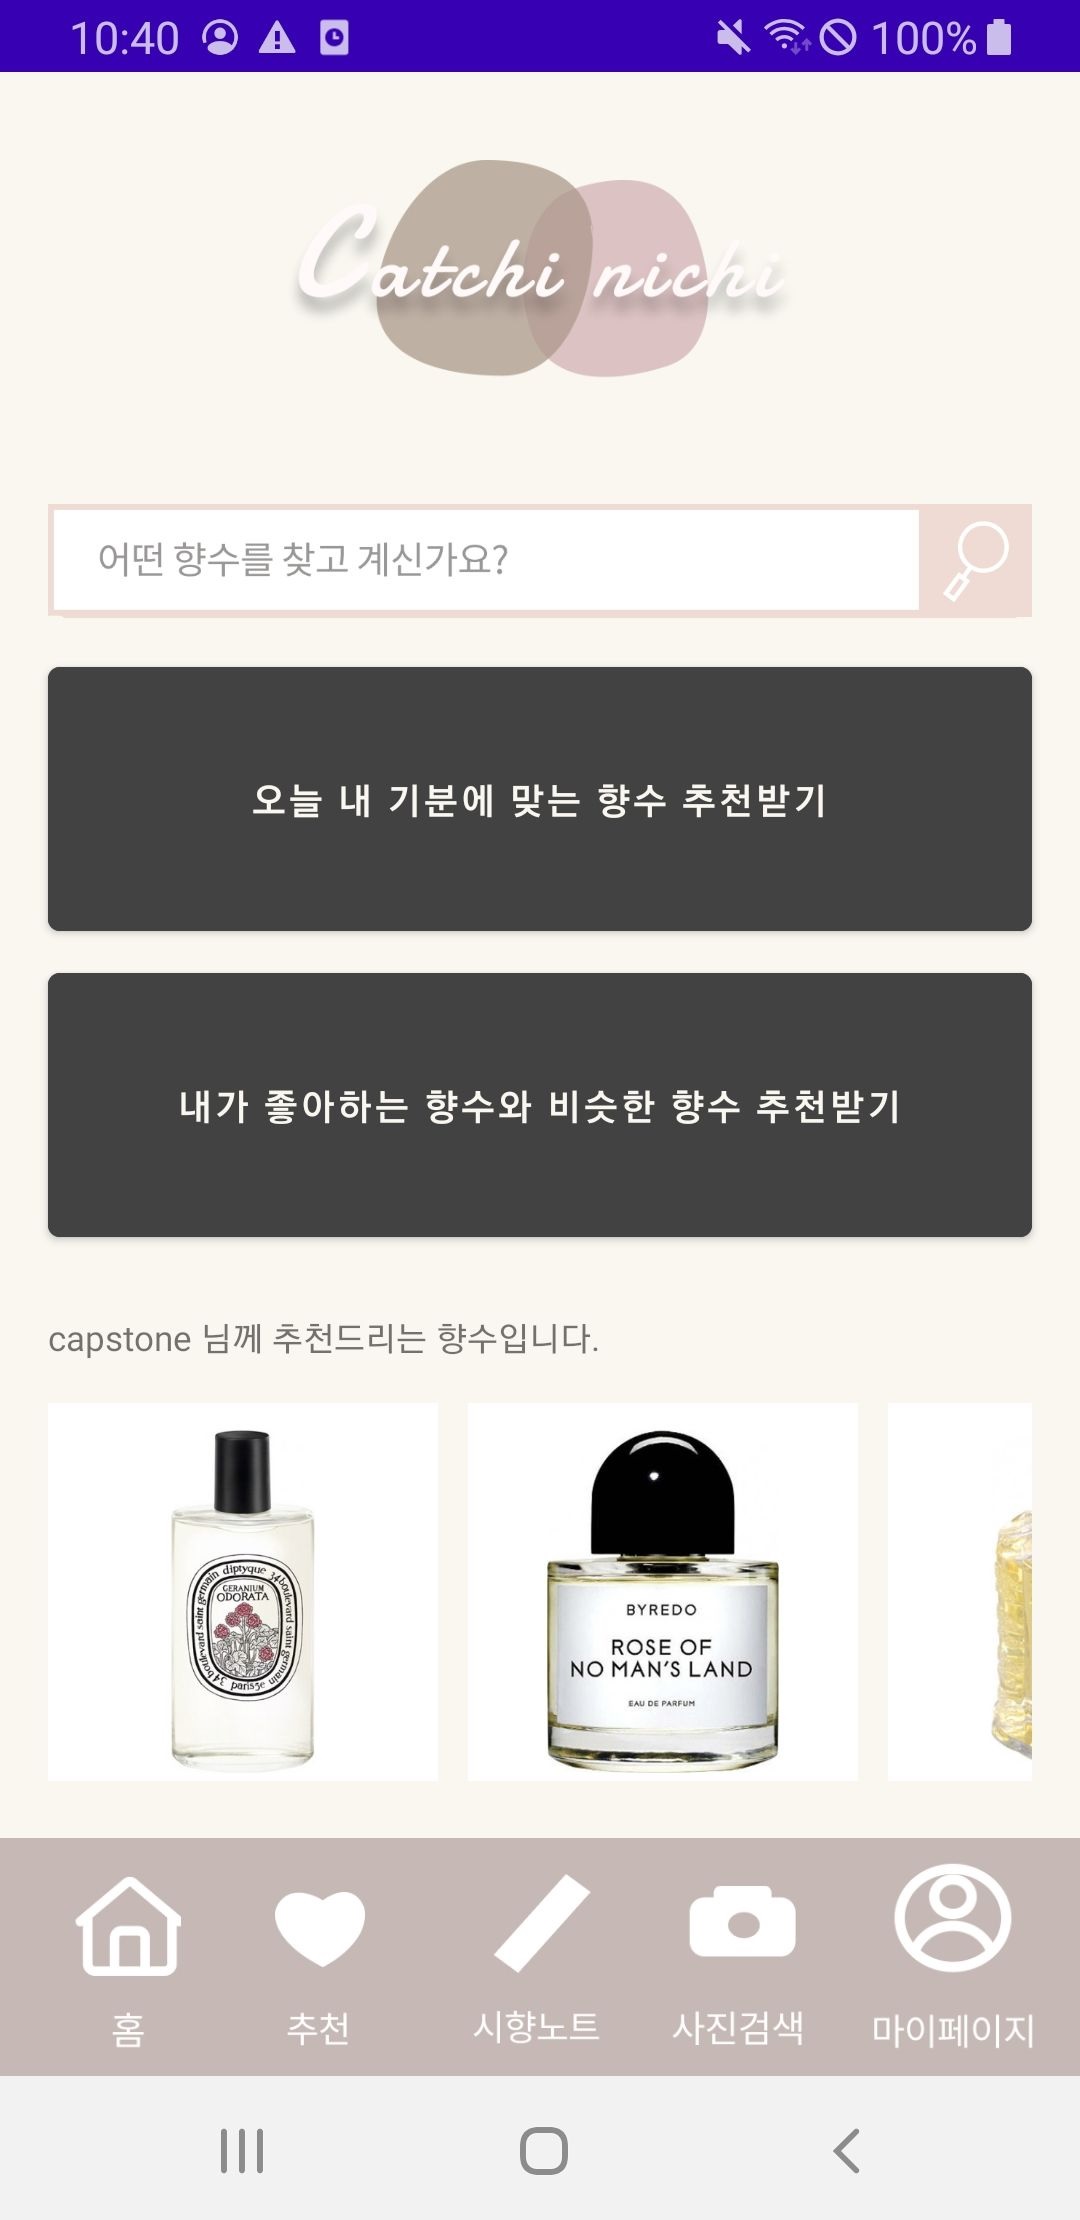 10:40 100%
Catchi nichi
어떤 향수를 찾고 계신가요?
오늘 내 기분에 맞는 향수 추천받기
내가 좋아하는 향수와 비슷한 향수 추천받기
capstone 님께 추천드리는 향수입니다.
diptyque 34 boulevard saint germain
GERANIUM
ODORATA
34 boulevard saint germain
paris 5e
BYREDO
ROSE OF
NO MAN'S LAND
EAU DE PARFUM
홈 추천 시향노트 사진검색 마이페이지